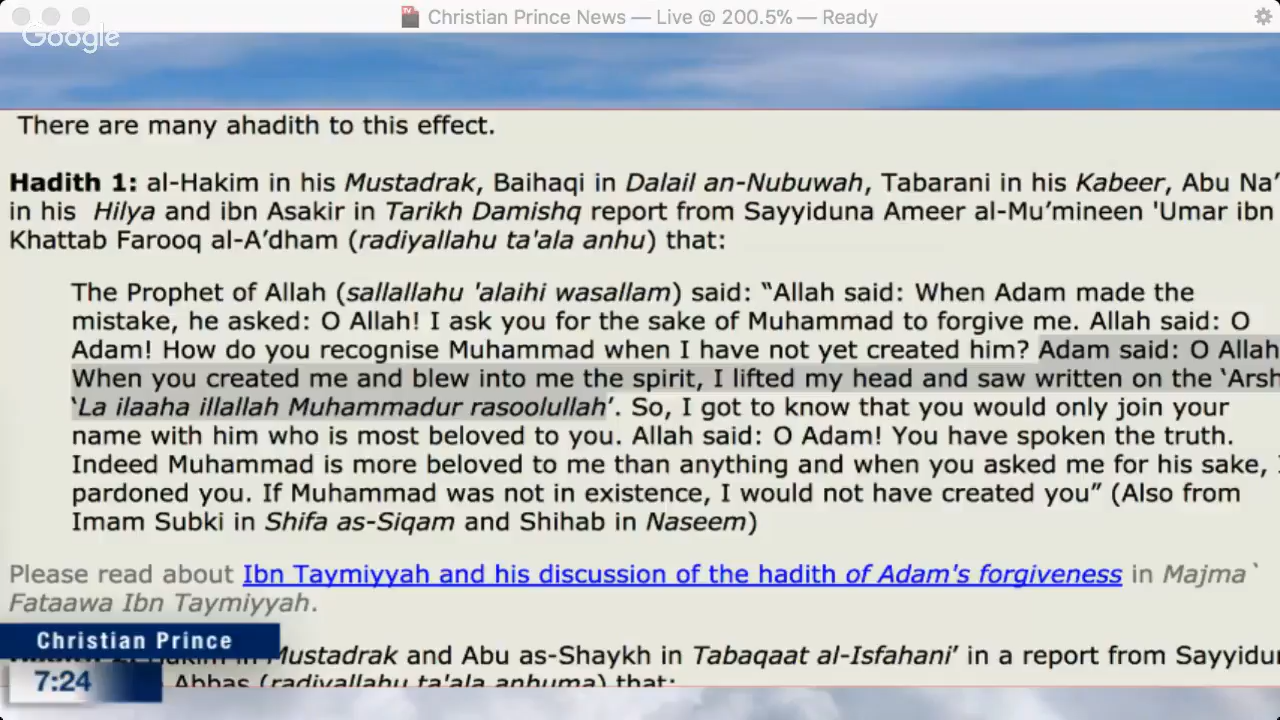 Christian Prince News — Live @ 200.5% — Ready
Google
There are many ahadith to this effect.
Hadith 1: al-Hakim in his Mustadrak, Baihaqi in Dalail an-Nubuwah, Tabarani in his Kabeer, Abu Na'
in his Hilya and ibn Asakir in Tarikh Damishq report from Sayyiduna Ameer al-Mu’mineen 'Umar ibn
Khattab Farooq al-A’dham (radiyallahu ta'ala anhu) that:
The Prophet of Allah (sallallahu 'alaihi wasallam) said: “Allah said: When Adam made the
mistake, he asked: O Allah! I ask you for the sake of Muhammad to forgive me. Allah said: O
Adam! How do you recognise Muhammad when I have not yet created him? Adam said: O Allah
When you created me and blew into me the spirit, I lifted my head and saw written on the ‘Arsh
‘La ilaaha illallah Muhammadur rasoolullah’. So, I got to know that you would only join your
name with him who is most beloved to you. Allah said: O Adam! You have spoken the truth.
Indeed Muhammad is more beloved to me than anything and when you asked me for his sake, I
pardoned you. If Muhammad was not in existence, I would not have created you” (Also from
Imam Subki in Shifa as-Siqam and Shihab in Naseem)
Please read about Ibn Taymiyyah and his discussion of the hadith of Adam's forgiveness in Majma`
Fataawa Ibn Taymiyyah.
Christian Prince
Mustadrak and Abu as-Shaykh in Tabaqaat al-Isfahani’ in a report from Sayyidu
7:24
Abbas (radiyallahu ta'ala anhuma) that: